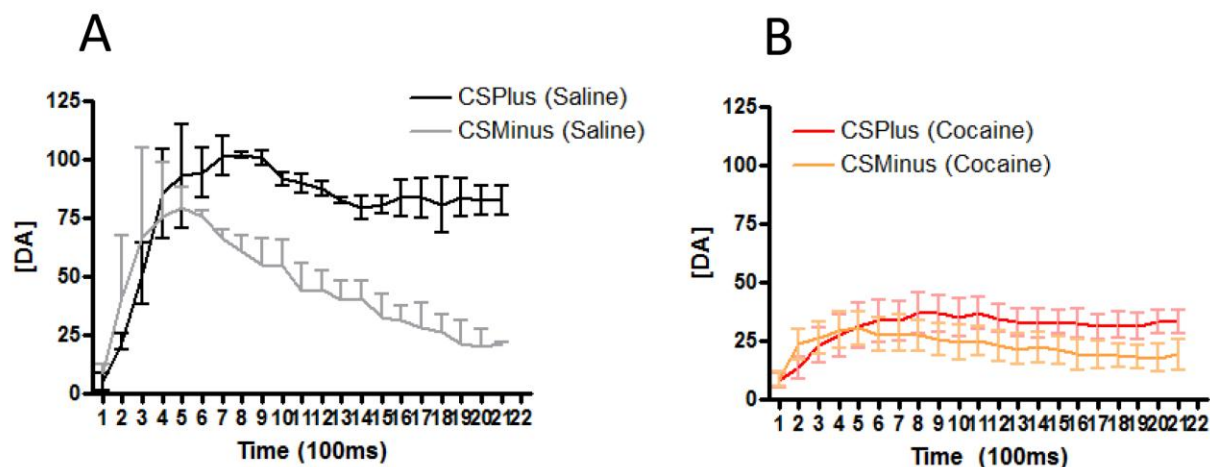 A
125
100
75
50
25
0
[DA]
CSPlus (Saline)
CSMinus (Saline)
1 2 3 4 5 6 7 8 9 10 11 12 13 14 15 16 17 18 19 20 21 22
Time (100ms)
B
125
100
75
50
25
0
[DA]
CSPlus (Cocaine)
CSMinus (Cocaine)
1 2 3 4 5 6 7 8 9 10 11 12 13 14 15 16 17 18 19 20 21 22
Time (100ms)